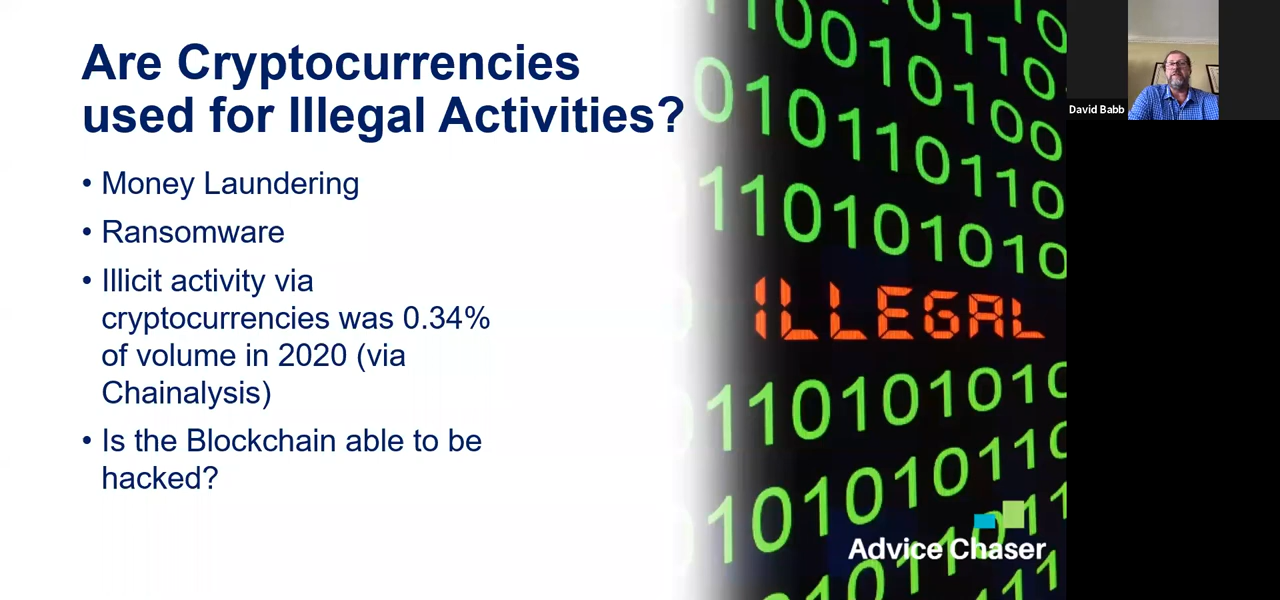 Are Cryptocurrencies
used for Illegal Activities?
• Money Laundering
• Ransomware
• Illicit activity via
cryptocurrencies was 0.34%
of volume in 2020 (via
Chainalysis)
• Is the Blockchain able to be
hacked?
ILLEGAL
Advice Chaser
David Babb